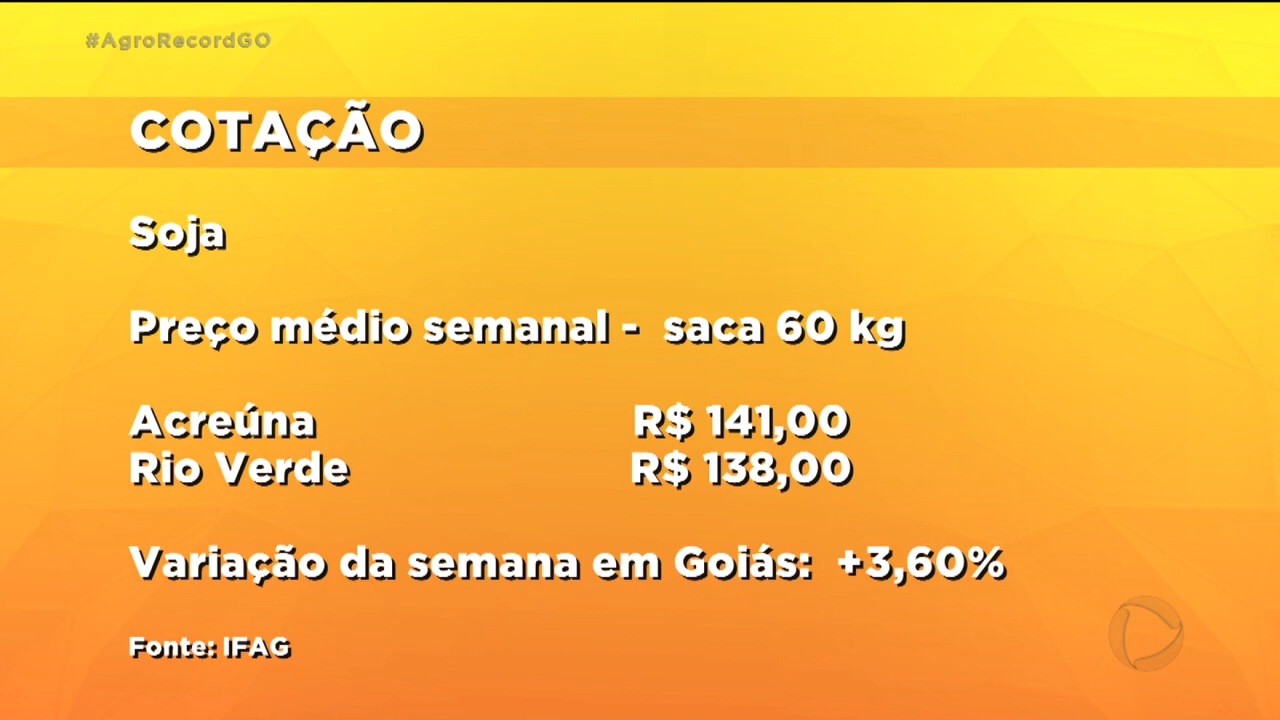 #AgroRecordGO
COTAÇÃO
Soja
Preço médio semanal - saca 60 kg
Acreúna R$ 141,00
Rio Verde R$ 138,00
Variação da semana em Goiás: +3,60%
Fonte: IFAG